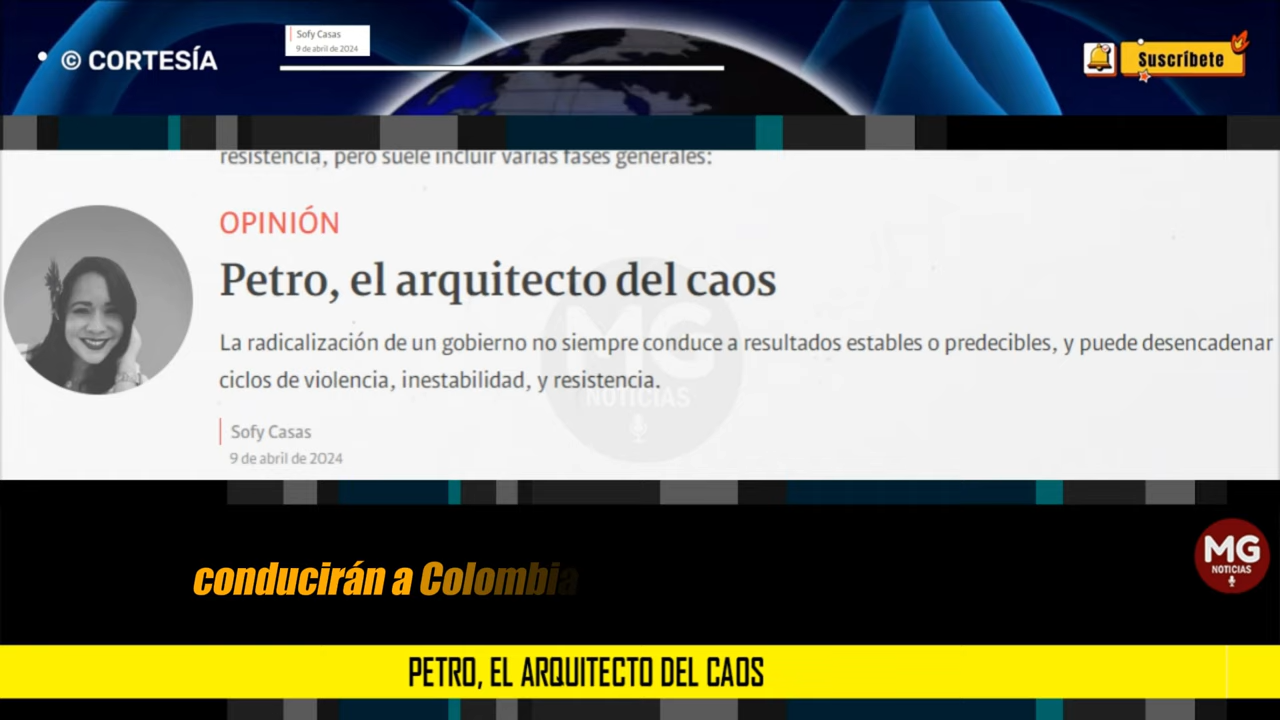 © CORTESÍA
Sofy Casas
9 de abril de 2024
Suscríbete
resistencia, pero suele incluir varias fases generales:
OPINIÓN
Petro, el arquitecto del caos
La radicalización de un gobierno no siempre conduce a resultados estables o predecibles, y puede desencadenar
ciclos de violencia, inestabilidad, y resistencia.
Sofy Casas
9 de abril de 2024
MG
NOTICIAS
conducirán a Colombia
MG
NOTICIAS
PETRO, EL ARQUITECTO DEL CAOS